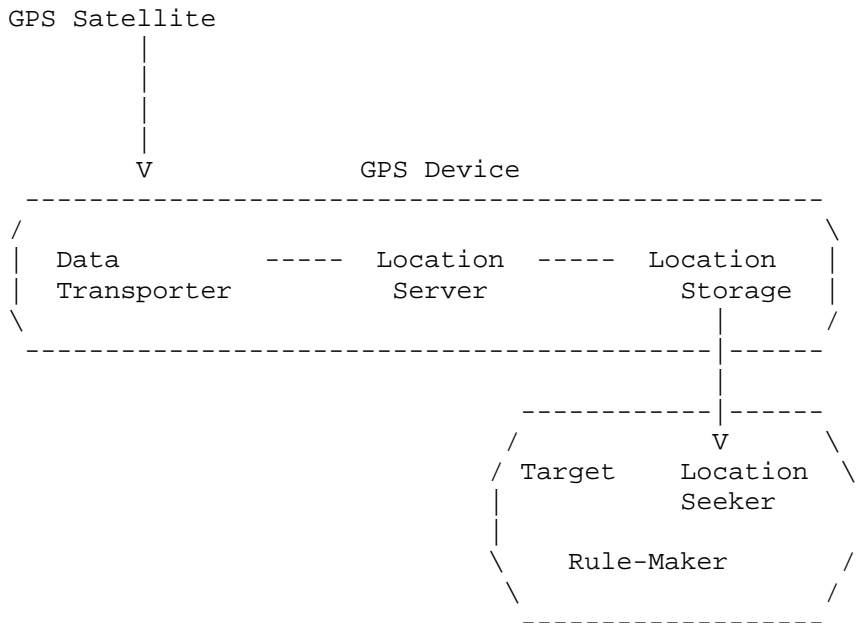 GPS Satellite
V GPS Device
Data ----- Location ----- Location
Transporter Server Storage
V
Target Location
Seeker
Rule-Maker